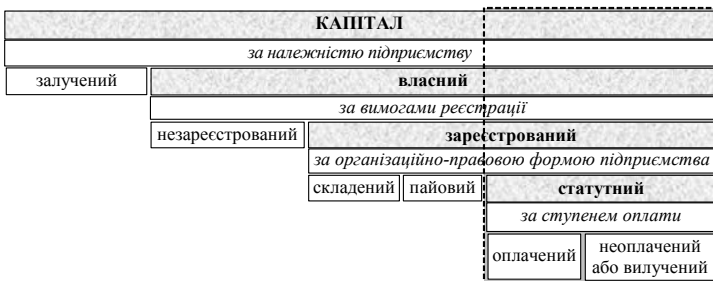 КАПІТАЛ
за належністю підприємству
залучений
власний
за вимогами реєстрації
незареєстрований
зареєстрований
за організаційно-правовою формою підприємства
складений
пайовий
статутний
за ступенем оплати
оплачений
неоплачений
або вилучений